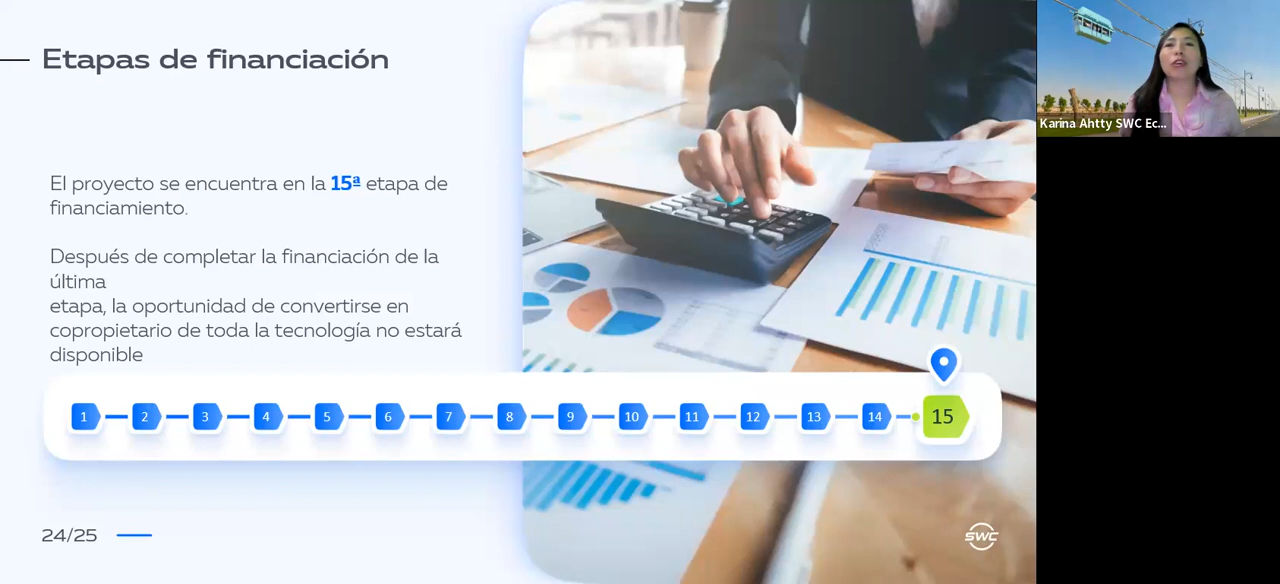 Etapas de financiación
El proyecto se encuentra en la 15ª etapa de
financiamiento.
Después de completar la financiación de la
última
etapa, la oportunidad de convertirse en
copropietario de toda la tecnología no estará
disponible
1 2 3 4 5 6 7 8 9 10 11 12 13 14 15
24/25
SWC
Karina Ahtty SWC Ec...